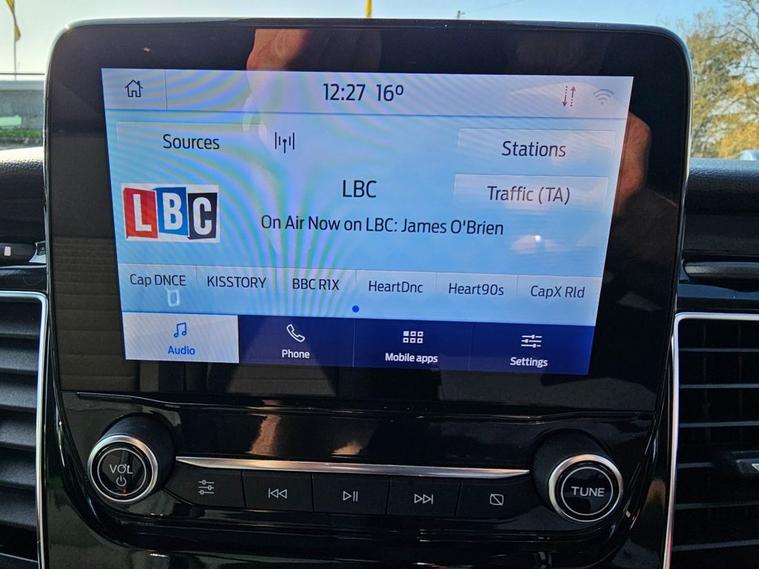 12:27 16º
Sources
Stations
LBC
LBC
Traffic (TA)
On Air Now on LBC: James O'Brien
Cap DNCE KISSTORY BBC R1X HeartDnc Heart90s CapX Rld
Audio Phone Mobile apps Settings
VOL
TUNE